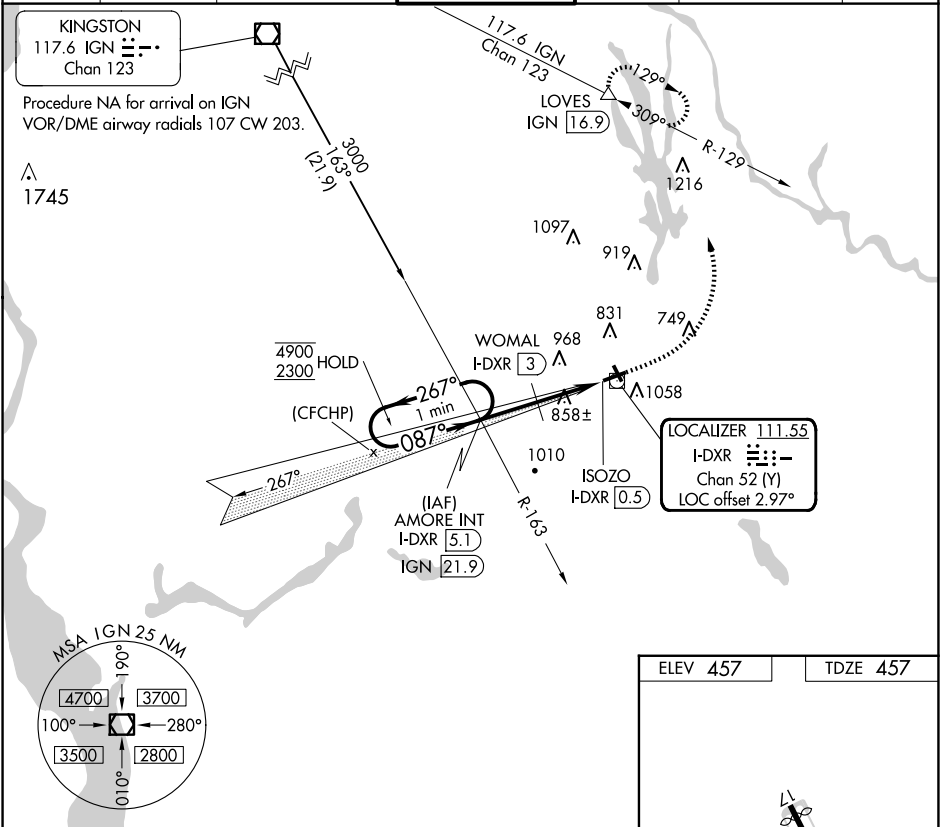 KINGSTON
117.6 IGN
Chan 123
Procedure NA for arrival on IGN
VOR/DME airway radials 107 CW 203.
1745
3000
163°
(21.9)
117.6 IGN
Chan 123
LOVES
IGN 16.9
129°
309°
R-129
1216
1097
919
831
749
968
WOMAL
I-DXR 3
4900
2300
HOLD
267°
1 min
087°
(CFCHP)
267°
858±
1058
1010
ISOZO
I-DXR 0.5
LOCALIZER 111.55
I-DXR
Chan 52 (Y)
LOC offset 2.97°
(IAF)
AMORE INT
I-DXR 5.1
IGN 21.9
R-163
MSA IGN 25 NM
190°
4700
3700
100°
280°
3500
2800
010°
ELEV 457
TDZE 457
17